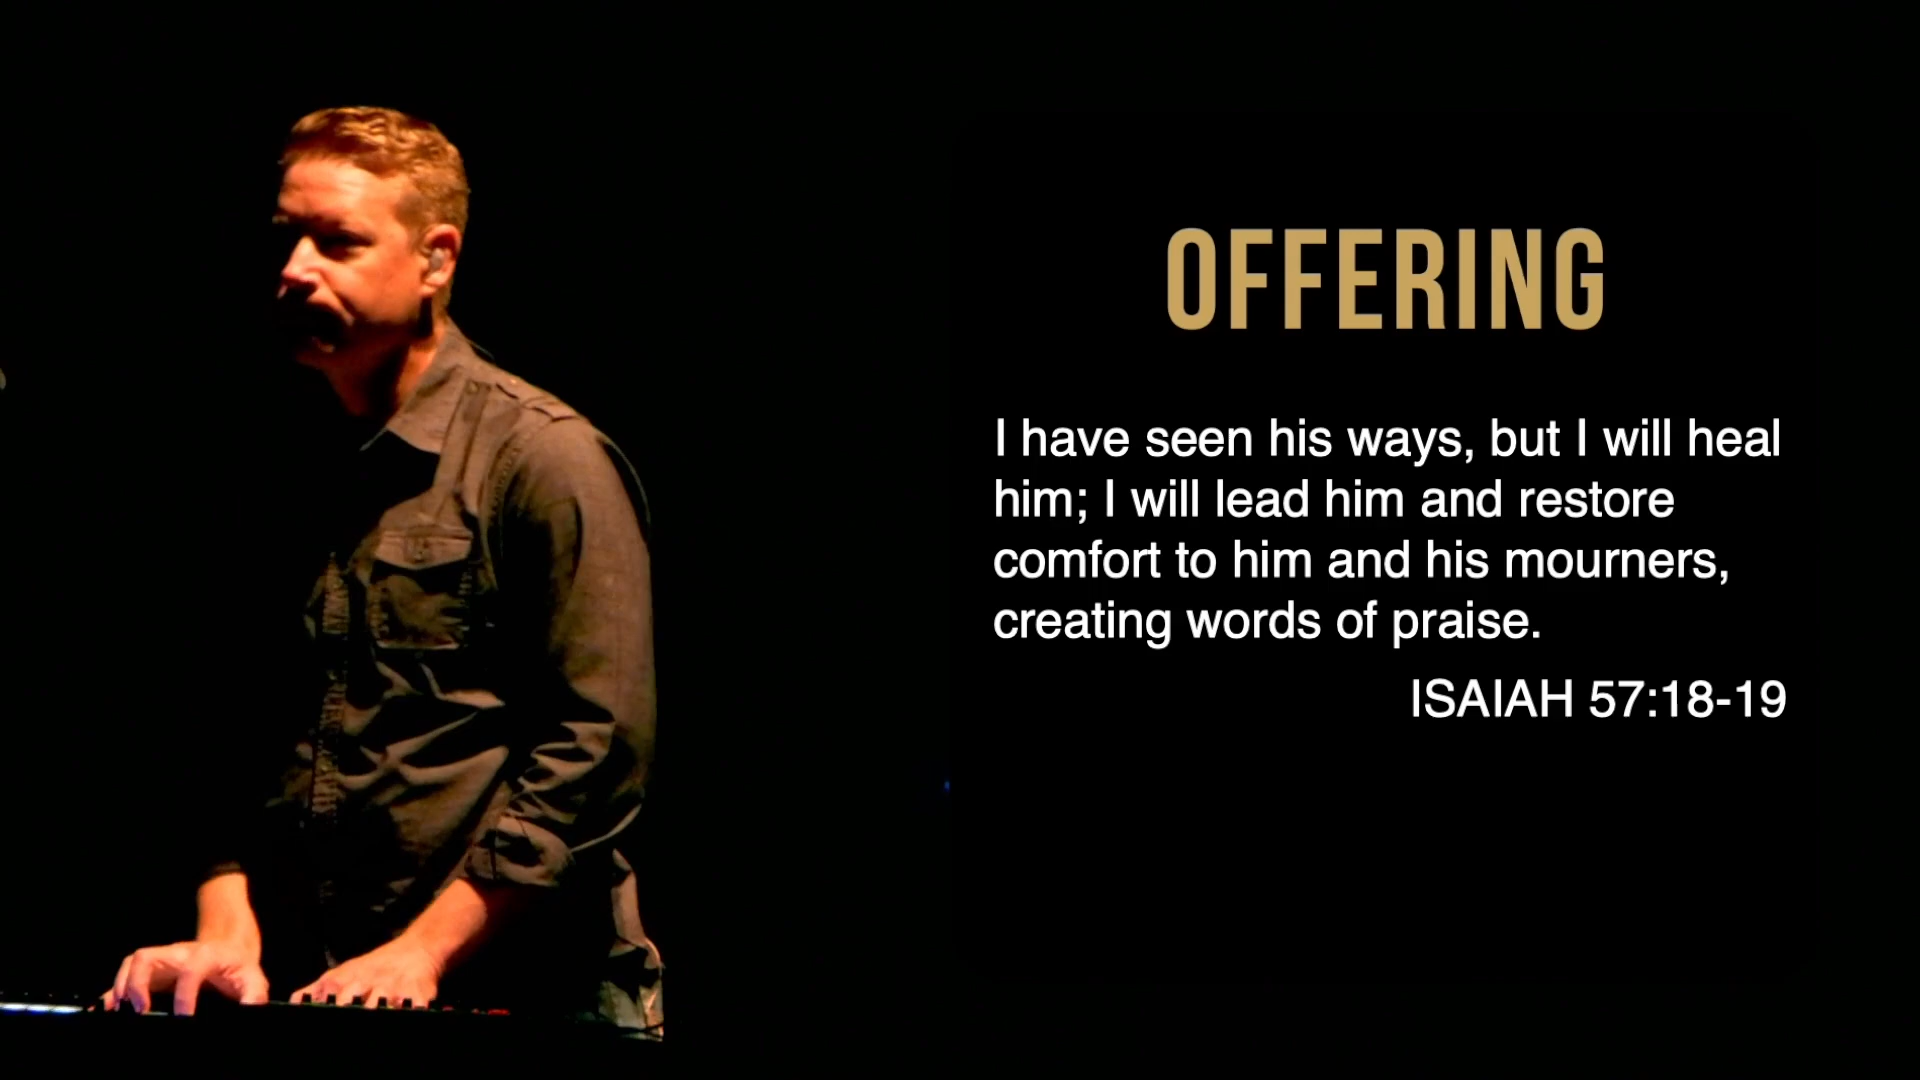 OFFERING
I have seen his ways, but I will heal
him; I will lead him and restore
comfort to him and his mourners,
creating words of praise.
ISAIAH 57:18-19